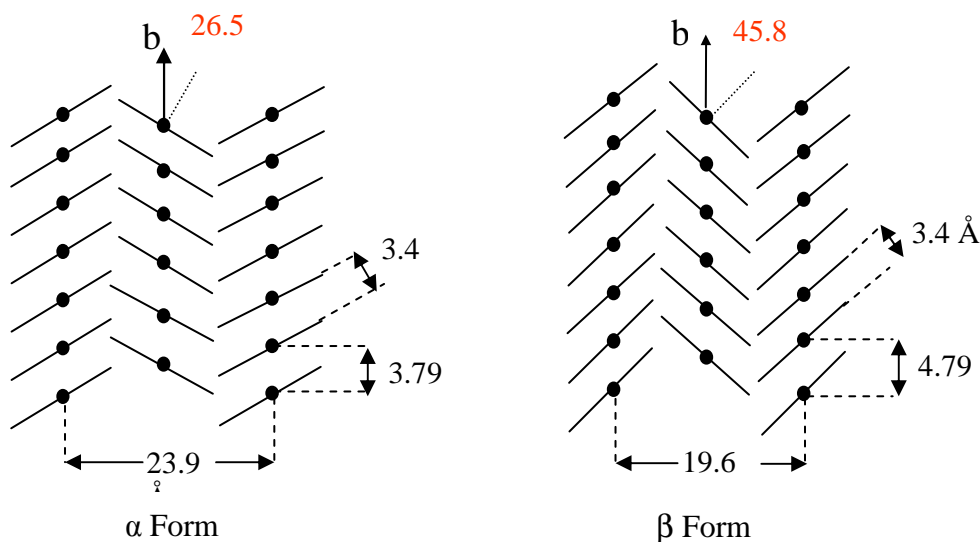 26.5
b
3.4
3.79
23.9
Å
α Form
45.8
b
3.4 Å
4.79
19.6
β Form